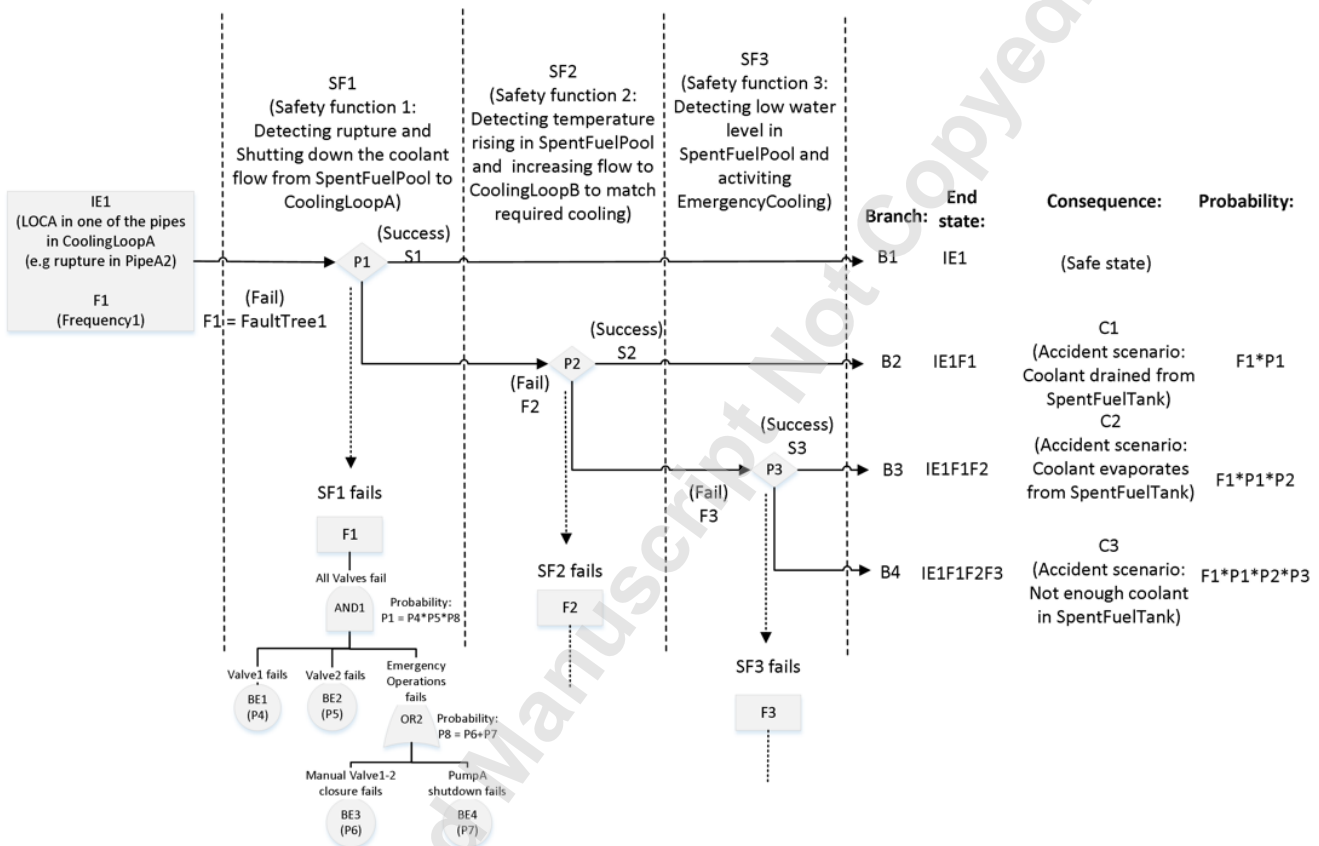 SF1
(Safety function 1:
Detecting rupture and
Shutting down the coolant
flow from SpentFuelPool to
CoolingLoopA)
SF2
(Safety function 2:
Detecting temperature
rising in SpentFuelPool
and increasing flow to
CoolingLoopB to match
required cooling)
SF3
(Safety function 3:
Detecting low water
level in
SpentFuelPool and
activiting
EmergencyCooling)
Branch:
End
state:
Consequence:
Probability:
IE1
(LOCA in one of the pipes
in CoolingLoopA
(e.g rupture in PipeA2)
F1
(Frequency1)
P1
(Success)
S1
B1
IE1
(Safe state)
(Fail)
F1 = FaultTree1
P2
(Success)
S2
B2
IE1F1
C1
(Accident scenario:
Coolant drained from
SpentFuelTank)
F1*P1
(Fail)
F2
P3
(Success)
S3
B3
IE1F1F2
C2
(Accident scenario:
Coolant evaporates
from SpentFuelTank)
F1*P1*P2
(Fail)
F3
B4
IE1F1F2F3
C3
(Accident scenario:
Not enough coolant
in SpentFuelTank)
F1*P1*P2*P3
SF1 fails
F1
All Valves fail
AND1
Probability:
P1 = P4*P5*P8
Valve1 fails
BE1
(P4)
Valve2 fails
BE2
(P5)
Emergency
Operations
fails
OR2
Probability:
P8 = P6+P7
Manual Valve1-2
closure fails
BE3
(P6)
PumpA
shutdown fails
BE4
(P7)
SF2 fails
F2
SF3 fails
F3
Manuscript Not Copyed